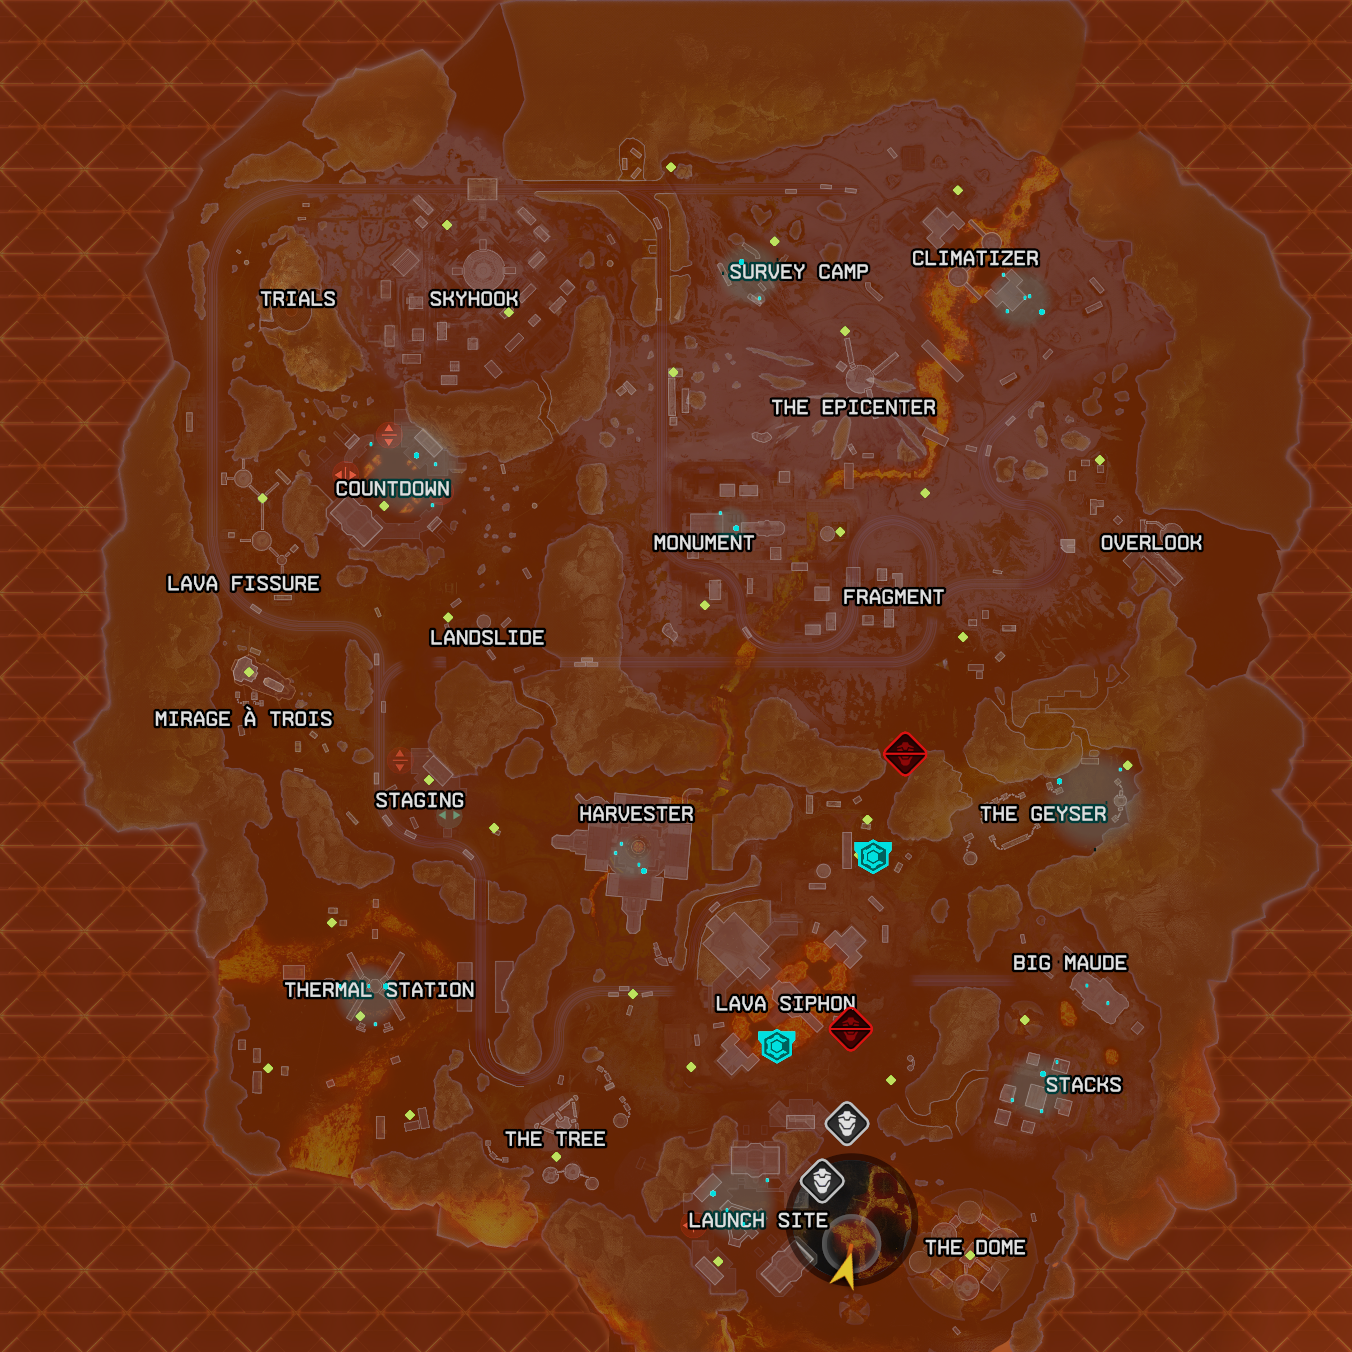 CLIMATIZER
SURVEY CAMP
TRIALS
SKYHOOK
THE EPICENTER
COUNTDOWN
MONUMENT
OVERLOOK
LAVA FISSURE
FRAGMENT
LANDSLIDE
MIRAGE À TROIS
STAGING
HARVESTER
THE GEYSER
BIG MAUDE
THERMAL STATION
LAVA SIPHON
STACKS
THE TREE
LAUNCH SITE
THE DOME